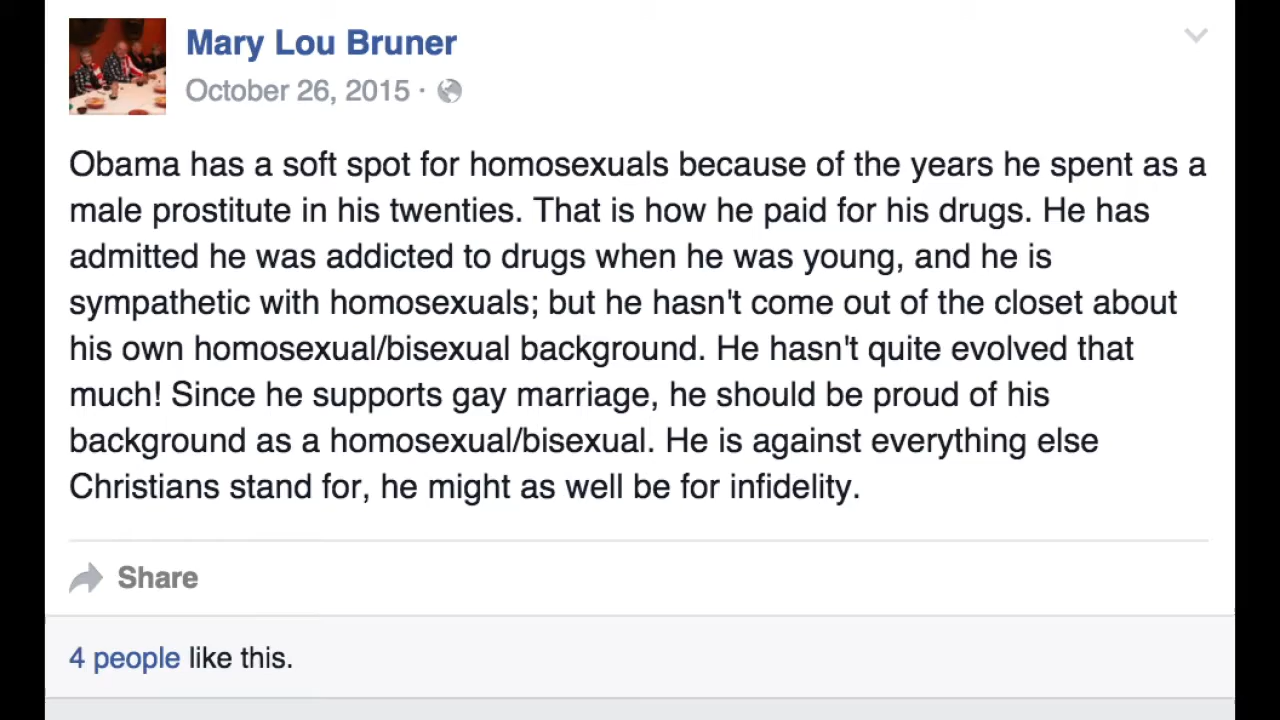 Mary Lou Bruner
October 26, 2015 ·
Obama has a soft spot for homosexuals because of the years he spent as a
male prostitute in his twenties. That is how he paid for his drugs. He has
admitted he was addicted to drugs when he was young, and he is
sympathetic with homosexuals; but he hasn't come out of the closet about
his own homosexual/bisexual background. He hasn't quite evolved that
much! Since he supports gay marriage, he should be proud of his
background as a homosexual/bisexual. He is against everything else
Christians stand for, he might as well be for infidelity.
Share
4 people like this.